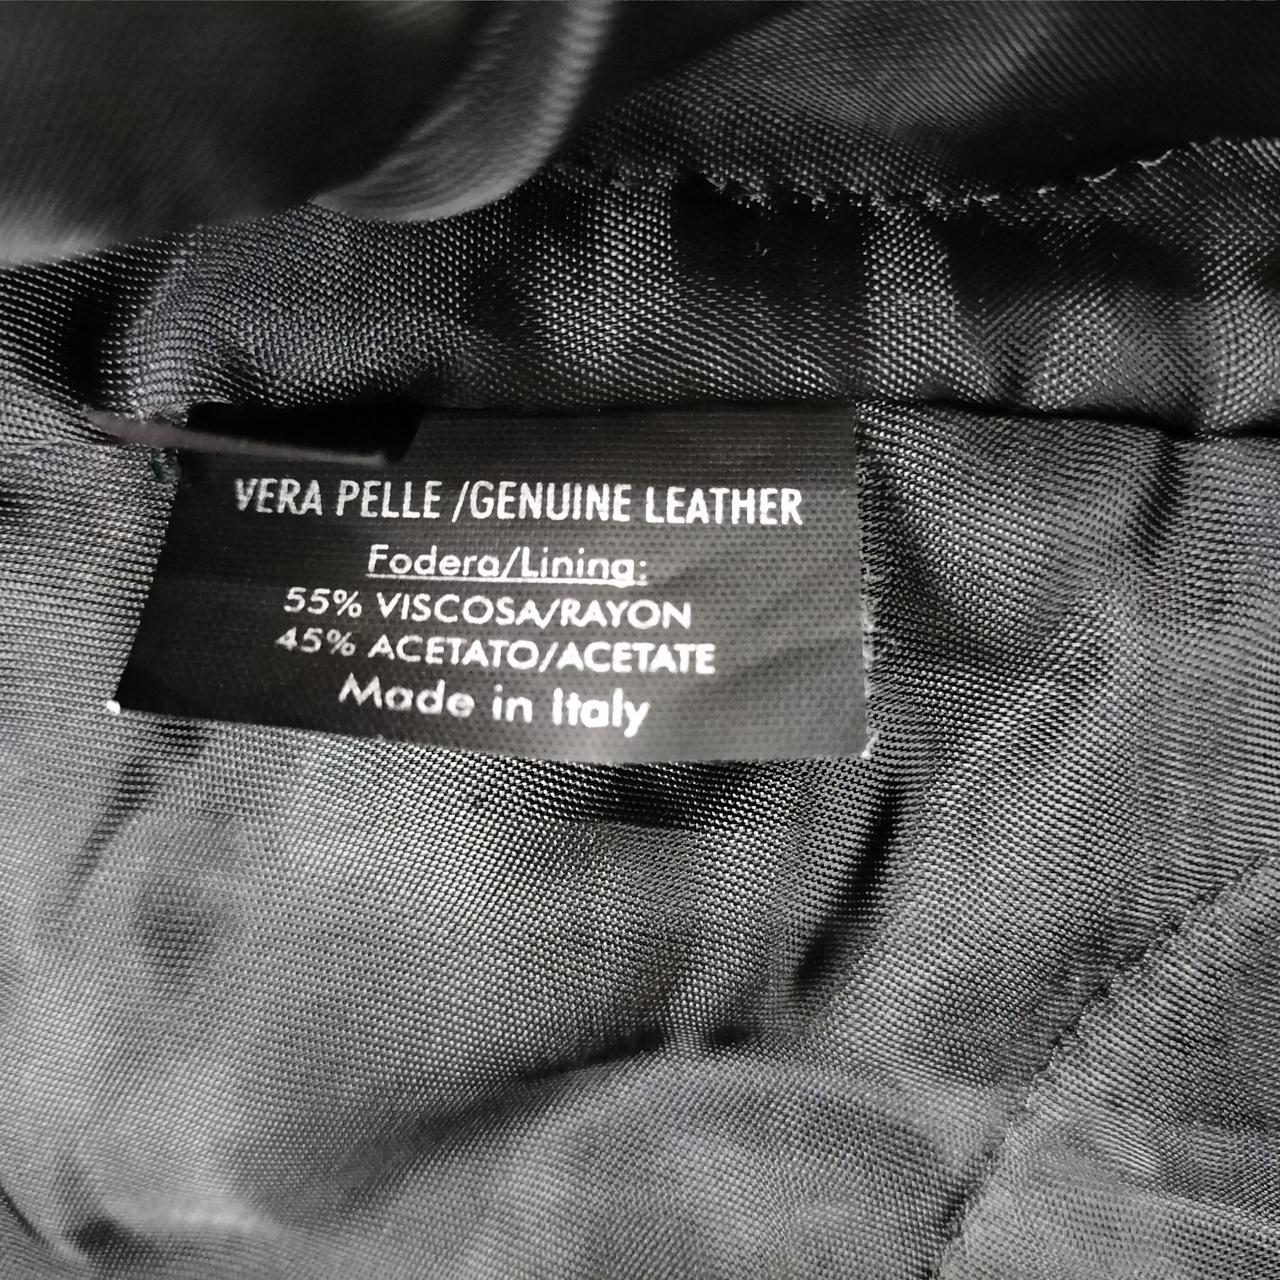 VERA PELLE /GENUINE LEATHER
Fodera/Lining:
55% VISCOSA/RAYON
45% ACETATO/ACETATE
Made in Italy